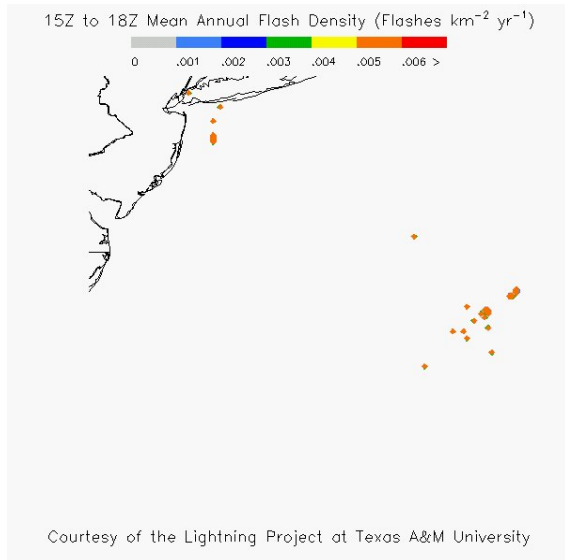 15Z to 18Z Mean Annual Flash Density (Flashes km⁻² yr⁻¹)
0 .001 .002 .003 .004 .005 .006 >
Courtesy of the Lightning Project at Texas A&M University